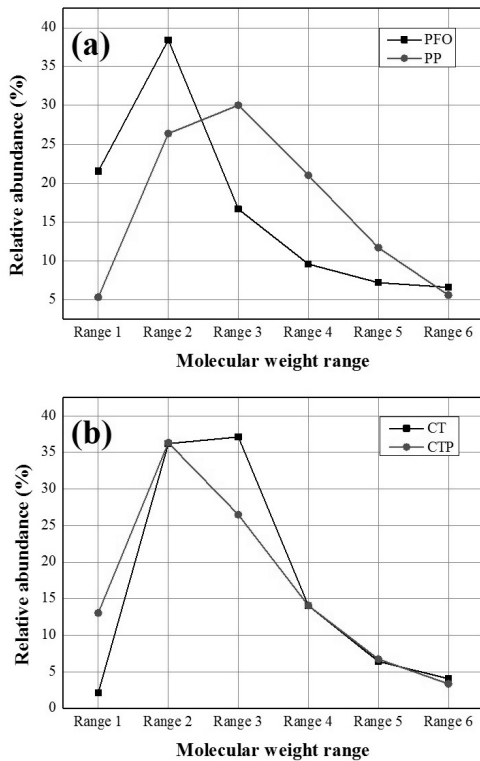 (a)
PFO
PP
Relative abundance (%)
40
35
30
25
20
15
10
5
Range 1 Range 2 Range 3 Range 4 Range 5 Range 6
Molecular weight range
(b)
CT
CTP
Relative abundance (%)
40
35
30
25
20
15
10
5
0
Range 1 Range 2 Range 3 Range 4 Range 5 Range 6
Molecular weight range